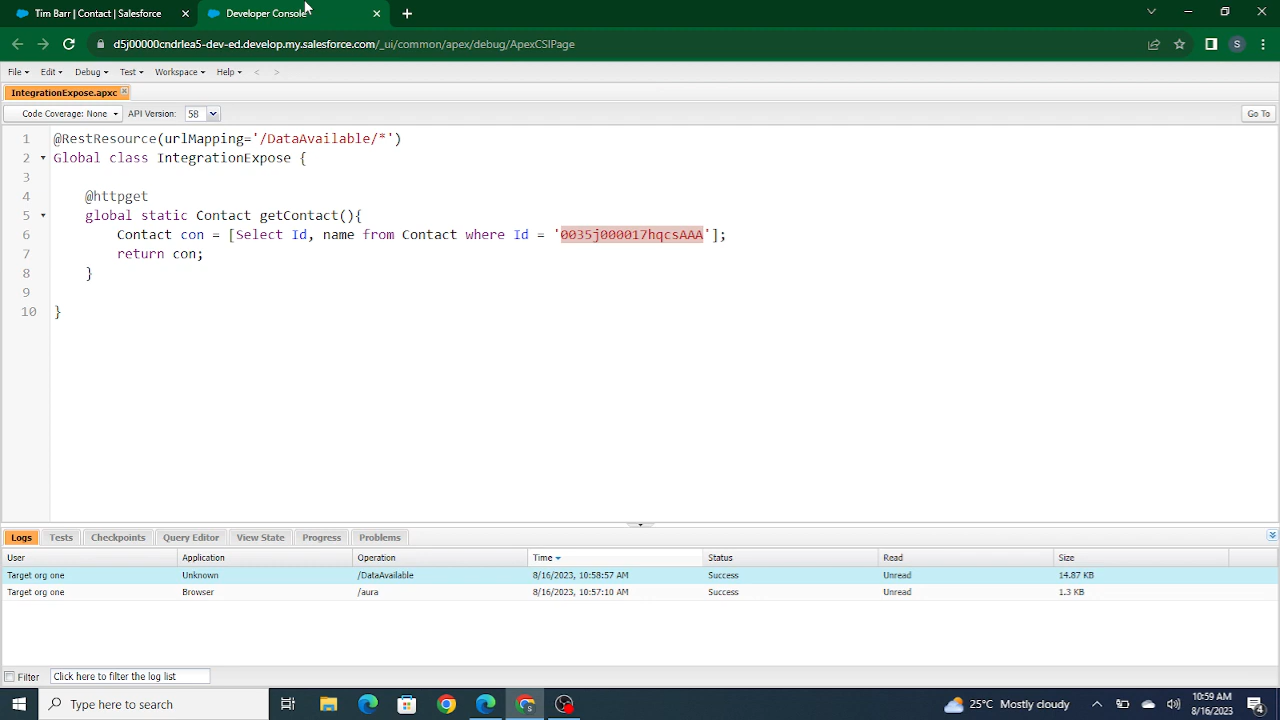 Tim Bar | Contact | Salesforce
Developer Console
d5j00000cndrlea5-dev-ed.develop.my.salesforce.com/_ui/common/apex/debug/ApexCSIPage
S
File Edit Debug Test Workspace Help < >
IntegrationExpose.apxc
Code Coverage: None API Version: 58 Go To
1 @RestResource(urlMapping='/DataAvailable/*')
2 Global class IntegrationExpose {
3
4 @httpget
5 global static Contact getContact(){
6 Contact con = [Select Id, name from Contact where Id = '0035j000017hqcsAAA'];
7 return con;
8 }
9
10 }
Logs Tests Checkpoints Query Editor View State Progress Problems
User Application Operation Time Status Read Size
Target org one Unknown /DataAvailable 8/16/2023, 10:58:57 AM Success Unread 14.87 KB
Target org one Browser /aura 8/16/2023, 10:57:10 AM Success Unread 1.3 KB
Filter Click here to filter the log list
Type here to search
25°C Mostly cloudy
10:59 AM
8/16/2023
4